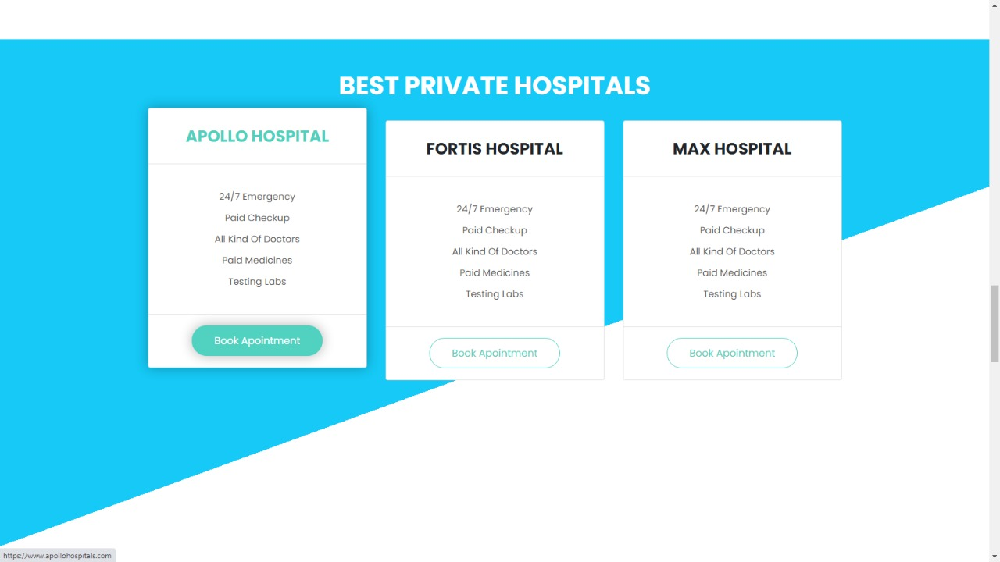 BEST PRIVATE HOSPITALS
APOLLO HOSPITAL
24/7 Emergency
Paid Checkup
All Kind Of Doctors
Paid Medicines
Testing Labs
Book Apointment
FORTIS HOSPITAL
24/7 Emergency
Paid Checkup
All Kind Of Doctors
Paid Medicines
Testing Labs
Book Apointment
MAX HOSPITAL
24/7 Emergency
Paid Checkup
All Kind Of Doctors
Paid Medicines
Testing Labs
Book Apointment
https://www.apollohospitals.com